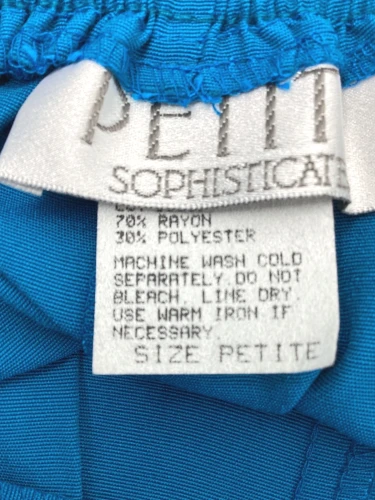 PETIT
SOPHISTICATE
70% RAYON
30% POLYESTER
MACHINE WASH COLD
SEPARATELY.DO NOT
BLEACH. LINE DRY.
USE WARM IRON IF
NECESSARY.
SIZE PETITE